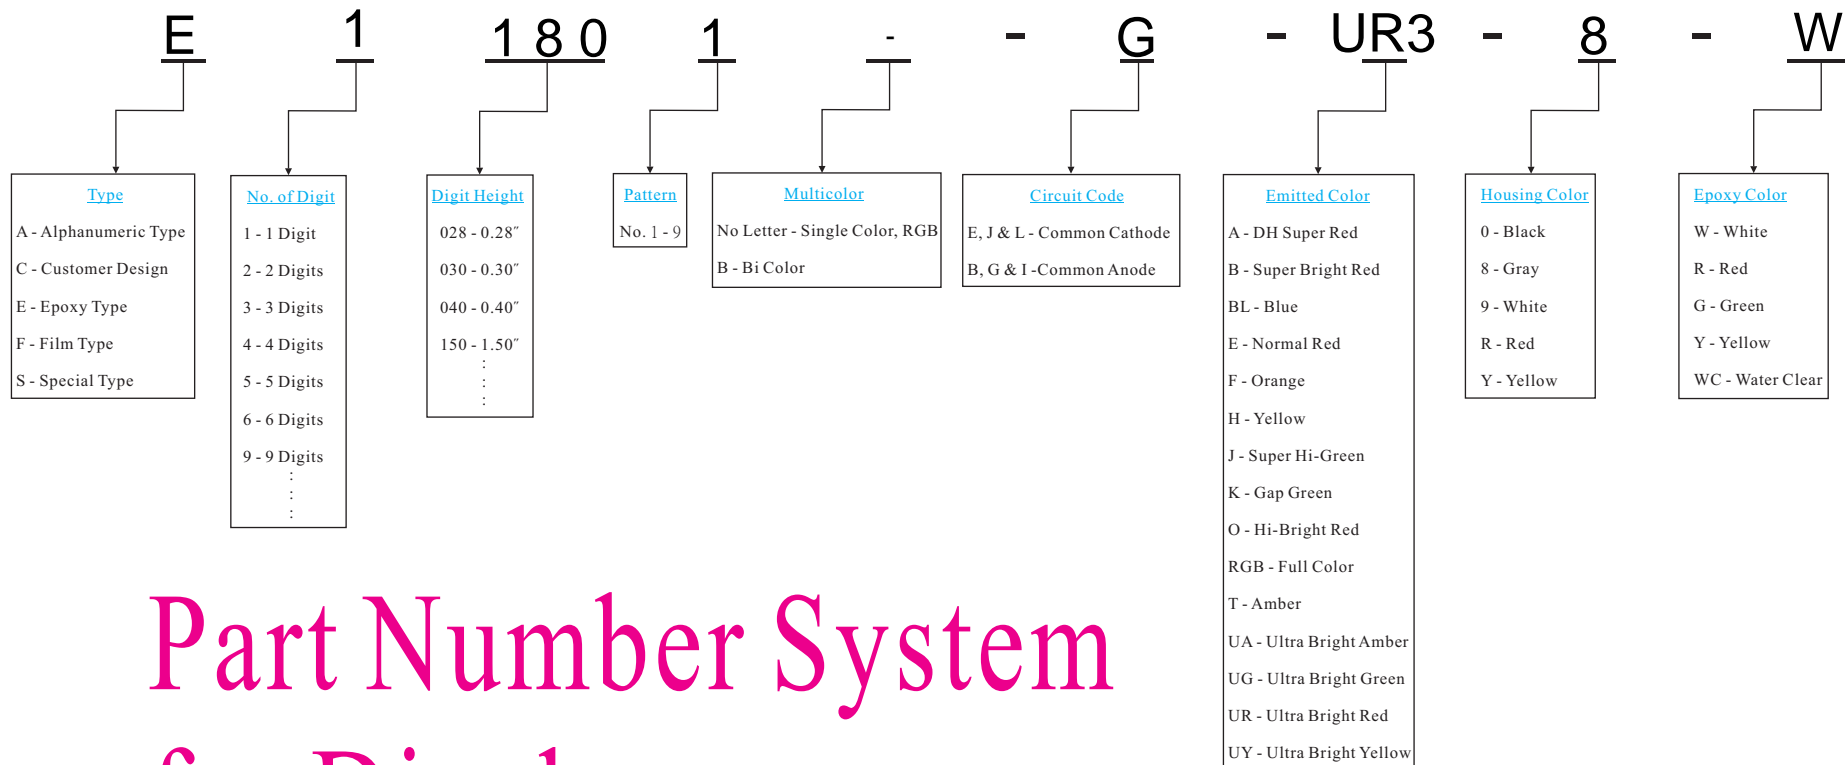 E 1 180 1 - - G - UR3 - 8 - W
Type
A - Alphanumeric Type
C - Customer Design
E - Epoxy Type
F - Film Type
S - Special Type
No. of Digit
1 - 1 Digit
2 - 2 Digits
3 - 3 Digits
4 - 4 Digits
5 - 5 Digits
6 - 6 Digits
9 - 9 Digits
:
:
:
Digit Height
028 - 0.28″
030 - 0.30″
040 - 0.40″
150 - 1.50″
:
:
:
Pattern
No. 1 - 9
Multicolor
No Letter - Single Color, RGB
B - Bi Color
Circuit Code
E, J & L - Common Cathode
B, G & I -Common Anode
Emitted Color
A - DH Super Red
B - Super Bright Red
BL - Blue
E - Normal Red
F - Orange
H - Yellow
J - Super Hi-Green
K - Gap Green
O - Hi-Bright Red
RGB - Full Color
T - Amber
UA - Ultra Bright Amber
UG - Ultra Bright Green
UR - Ultra Bright Red
UY - Ultra Bright Yellow
Housing Color
0 - Black
8 - Gray
9 - White
R - Red
Y - Yellow
Epoxy Color
W - White
R - Red
G - Green
Y - Yellow
WC - Water Clear
Part Number System